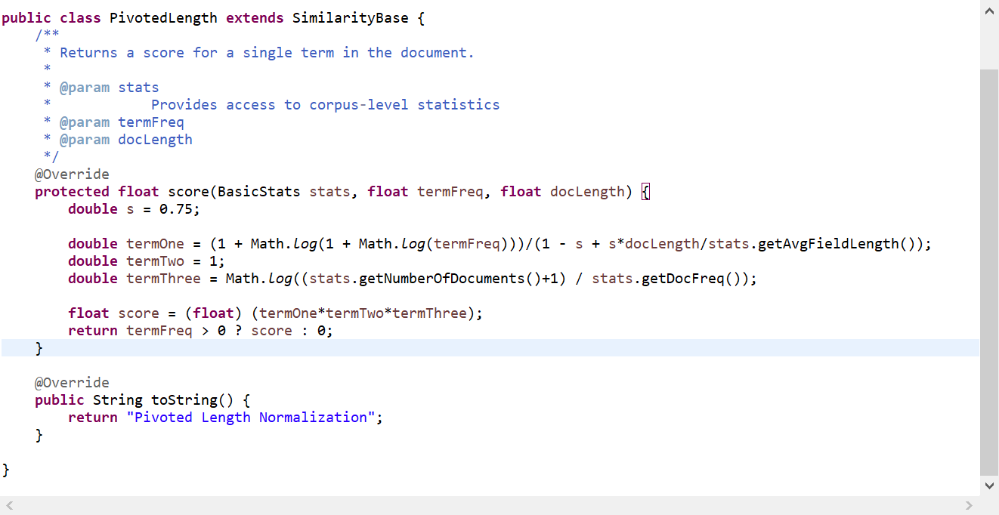 public class PivotedLength extends SimilarityBase {
    /**
     * Returns a score for a single term in the document.
     *
     * @param stats
     *            Provides access to corpus-level statistics
     * @param termFreq
     * @param docLength
     */
    @Override
    protected float score(BasicStats stats, float termFreq, float docLength) {
        double s = 0.75;

        double termOne = (1 + Math.log(1 + Math.log(termFreq)))/(1 - s + s*docLength/stats.getAvgFieldLength());
        double termTwo = 1;
        double termThree = Math.log((stats.getNumberOfDocuments()+1) / stats.getDocFreq());

        float score = (float) (termOne*termTwo*termThree);
        return termFreq > 0 ? score : 0;
    }

    @Override
    public String toString() {
        return "Pivoted Length Normalization";
    }

}